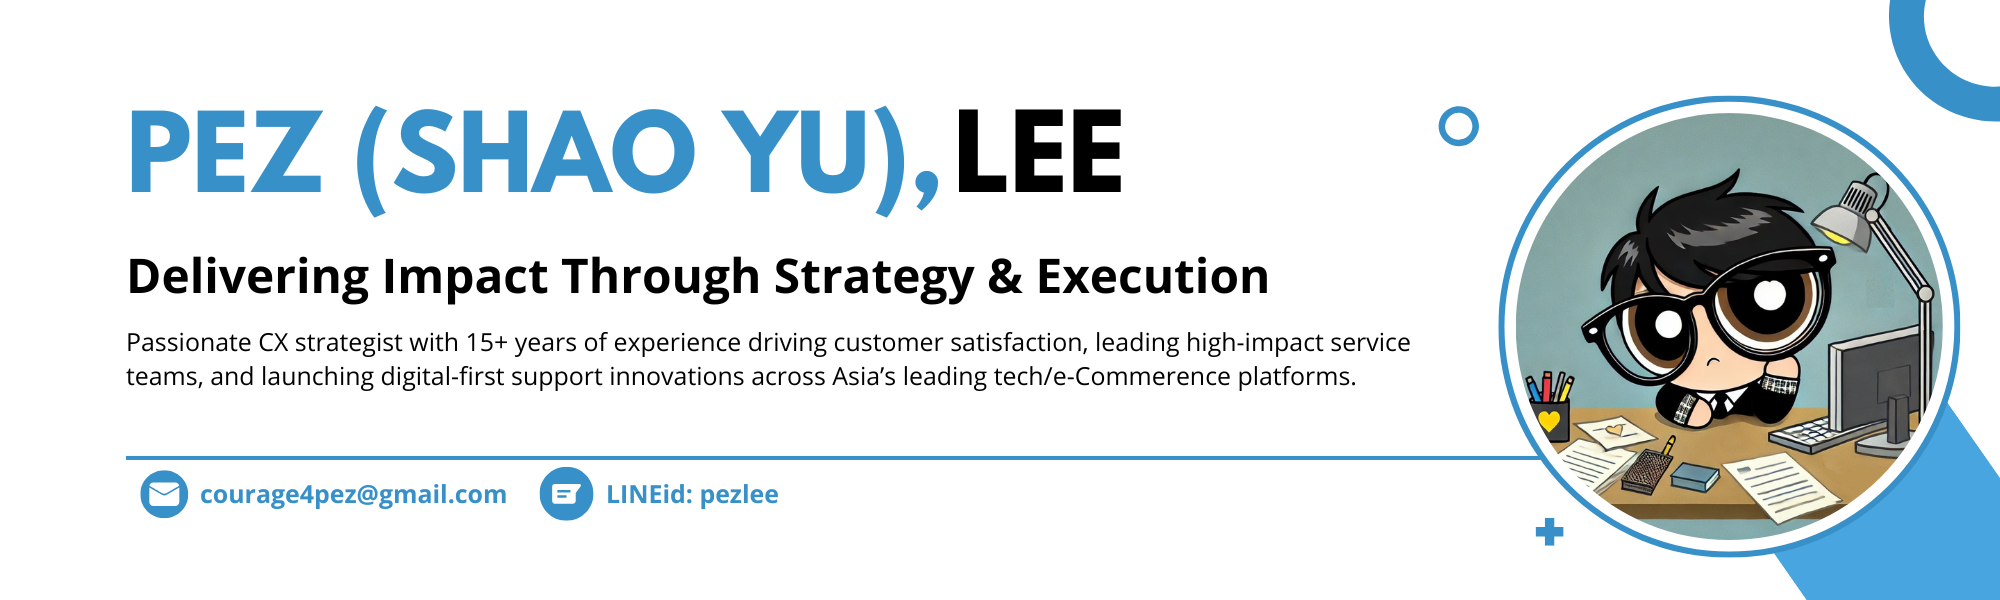 PEZ (SHAO YU), LEE
Delivering Impact Through Strategy & Execution
Passionate CX strategist with 15+ years of experience driving customer satisfaction, leading high-impact service
teams, and launching digital-first support innovations across Asia’s leading tech/e-Commerence platforms.
courage4pez@gmail.com LINEid: pezlee